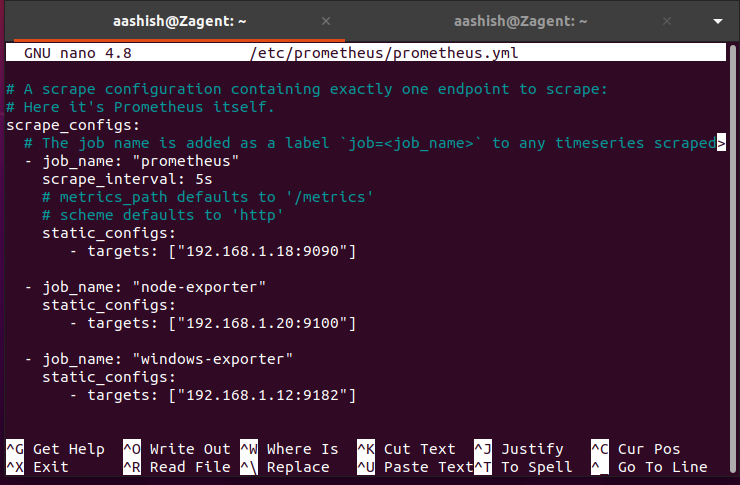 aashish@Zagent: ~ × aashish@Zagent: ~ ×
GNU nano 4.8 /etc/prometheus/prometheus.yml
# A scrape configuration containing exactly one endpoint to scrape:
# Here it's Prometheus itself.
scrape_configs:
  # The job name is added as a label `job=<job_name>` to any timeseries scraped>
  - job_name: "prometheus"
    scrape_interval: 5s
    # metrics_path defaults to '/metrics'
    # scheme defaults to 'http'
    static_configs:
       - targets: ["192.168.1.18:9090"]
  - job_name: "node-exporter"
    static_configs:
       - targets: ["192.168.1.20:9100"]
  - job_name: "windows-exporter"
    static_configs:
       - targets: ["192.168.1.12:9182"]
^G Get Help ^O Write Out ^W Where Is ^K Cut Text ^J Justify ^C Cur Pos
^X Exit ^R Read File ^\ Replace ^U Paste Text ^T To Spell ^_ Go To Line